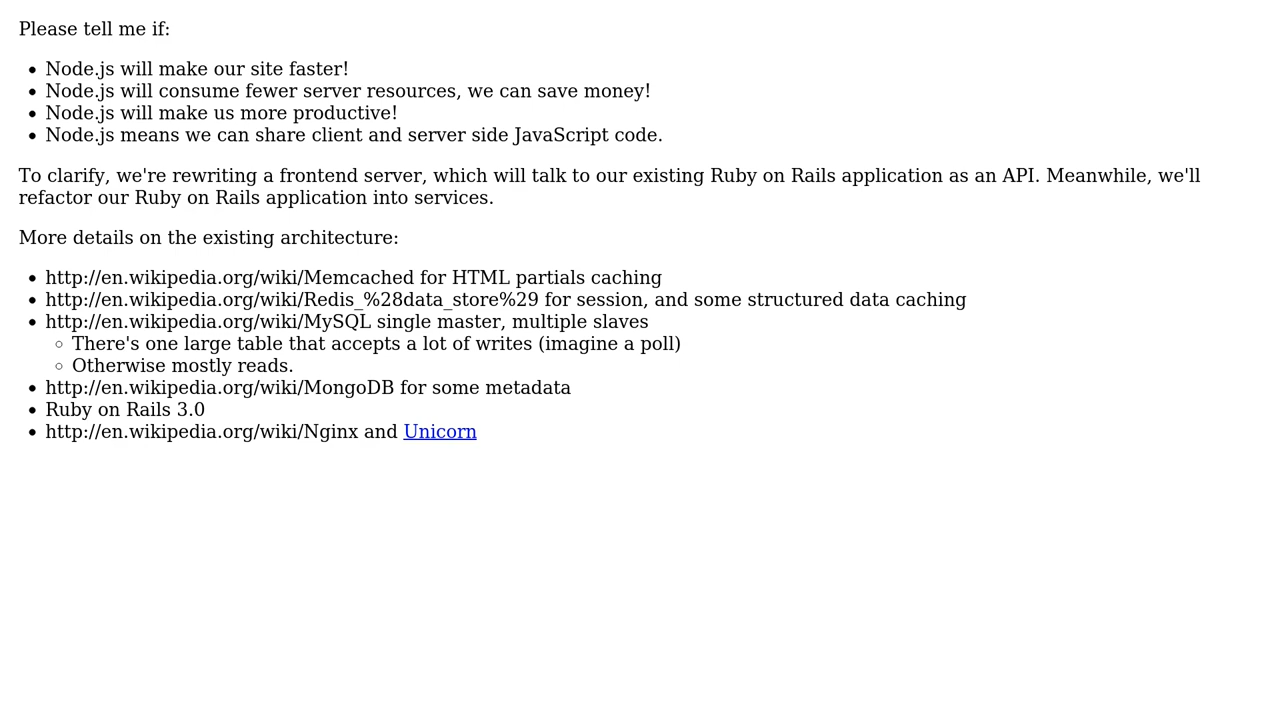 Please tell me if:
Node.js will make our site faster!
Node.js will consume fewer server resources, we can save money!
Node.js will make us more productive!
Node.js means we can share client and server side JavaScript code.
To clarify, we're rewriting a frontend server, which will talk to our existing Ruby on Rails application as an API. Meanwhile, we'll
refactor our Ruby on Rails application into services.
More details on the existing architecture:
http://en.wikipedia.org/wiki/Memcached for HTML partials caching
http://en.wikipedia.org/wiki/Redis_%28data_store%29 for session, and some structured data caching
http://en.wikipedia.org/wiki/MySQL single master, multiple slaves
There's one large table that accepts a lot of writes (imagine a poll)
Otherwise mostly reads.
http://en.wikipedia.org/wiki/MongoDB for some metadata
Ruby on Rails 3.0
http://en.wikipedia.org/wiki/Nginx and Unicorn